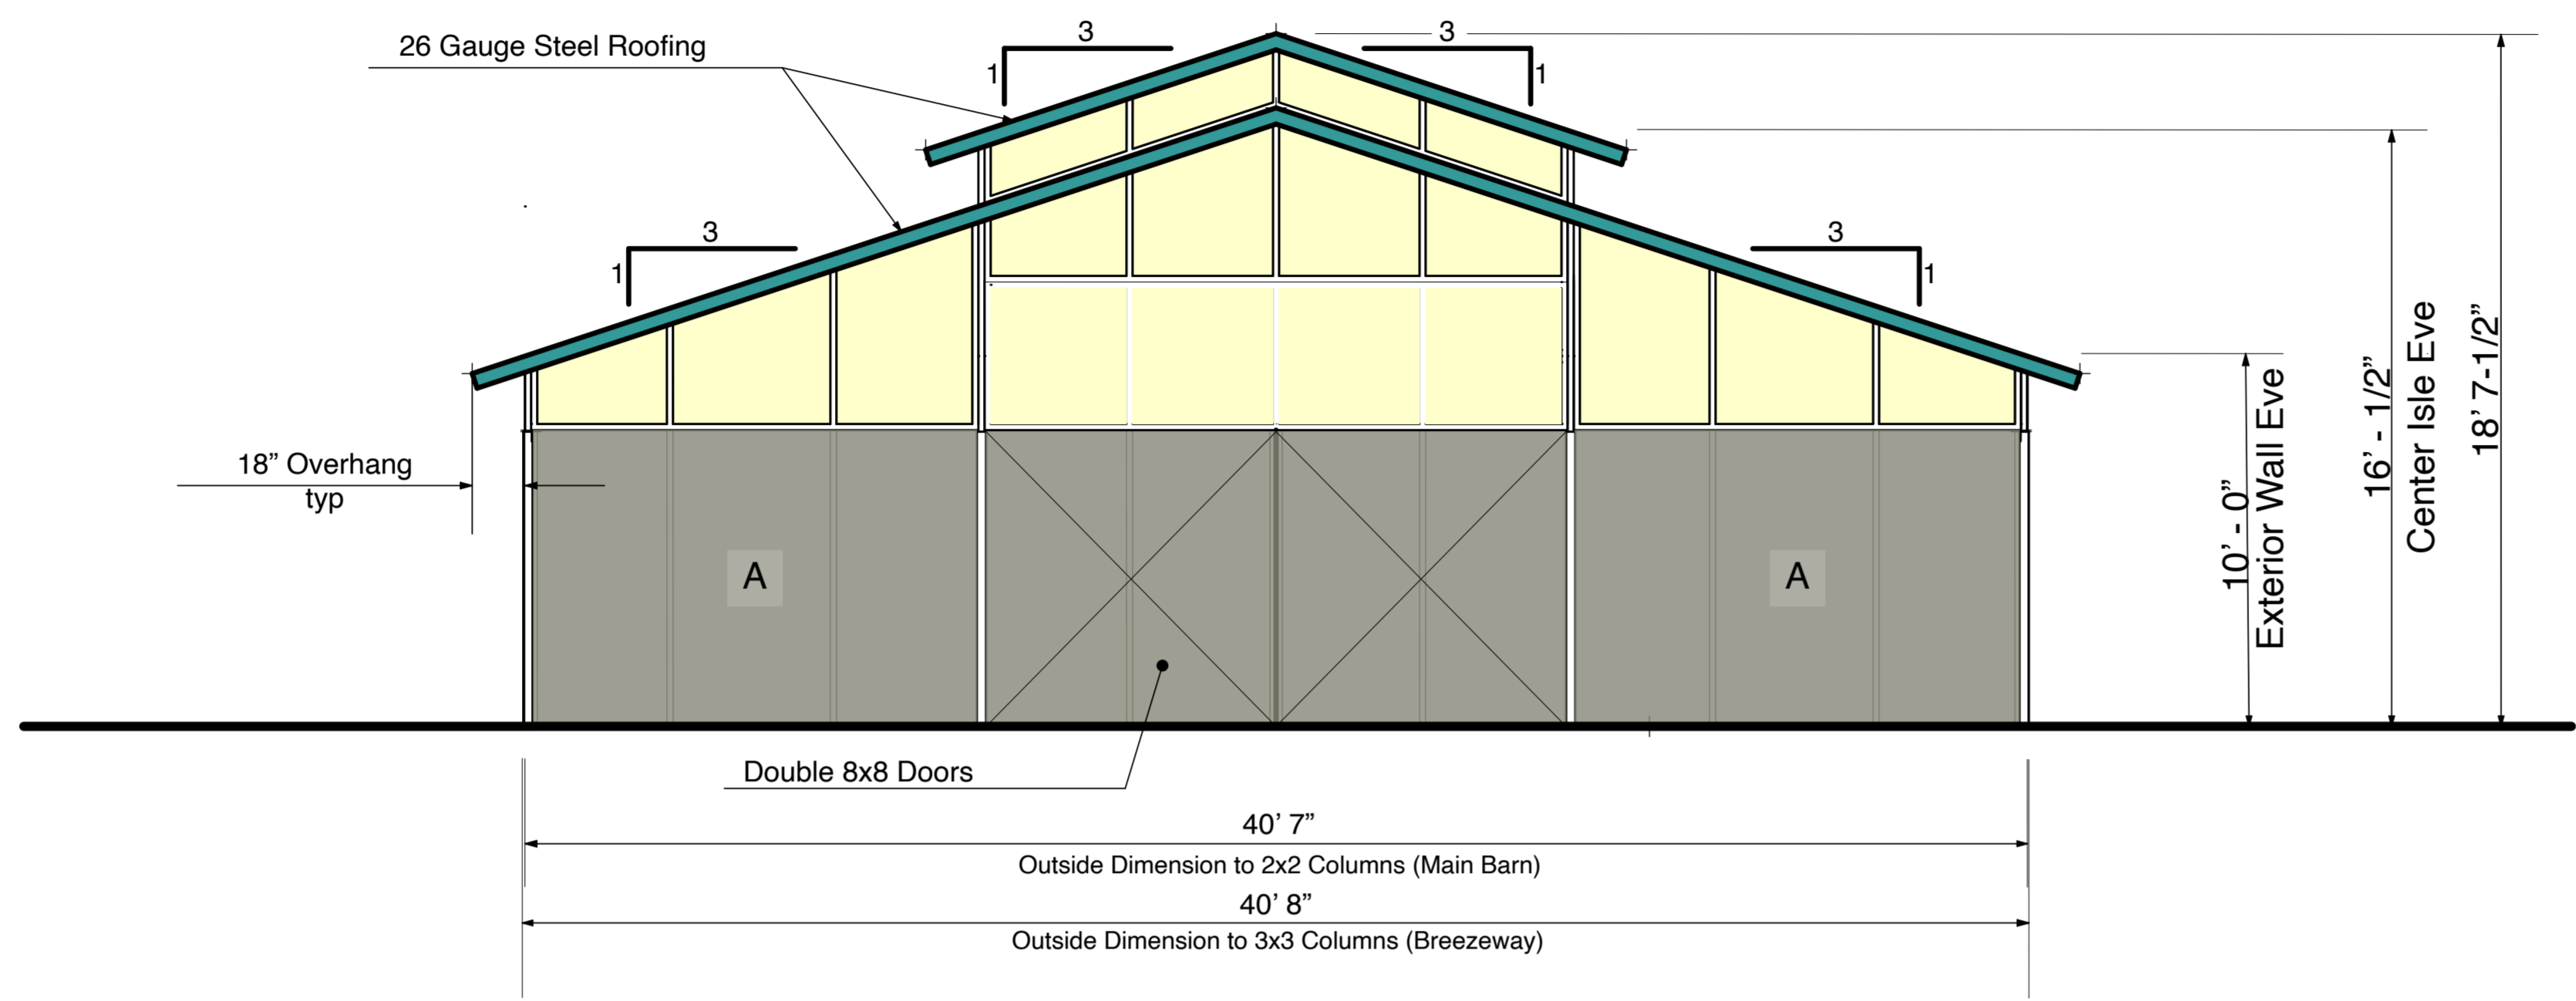 26 Gauge Steel Roofing
3
3
1
1
3
3
1
1
18” Overhang
typ
A
A
Double 8x8 Doors
10’ - 0”
Exterior Wall Eve
16’ - 1/2”
Center Isle Eve
18’ 7-1/2”
40’ 7”
Outside Dimension to 2x2 Columns (Main Barn)
40’ 8”
Outside Dimension to 3x3 Columns (Breezeway)